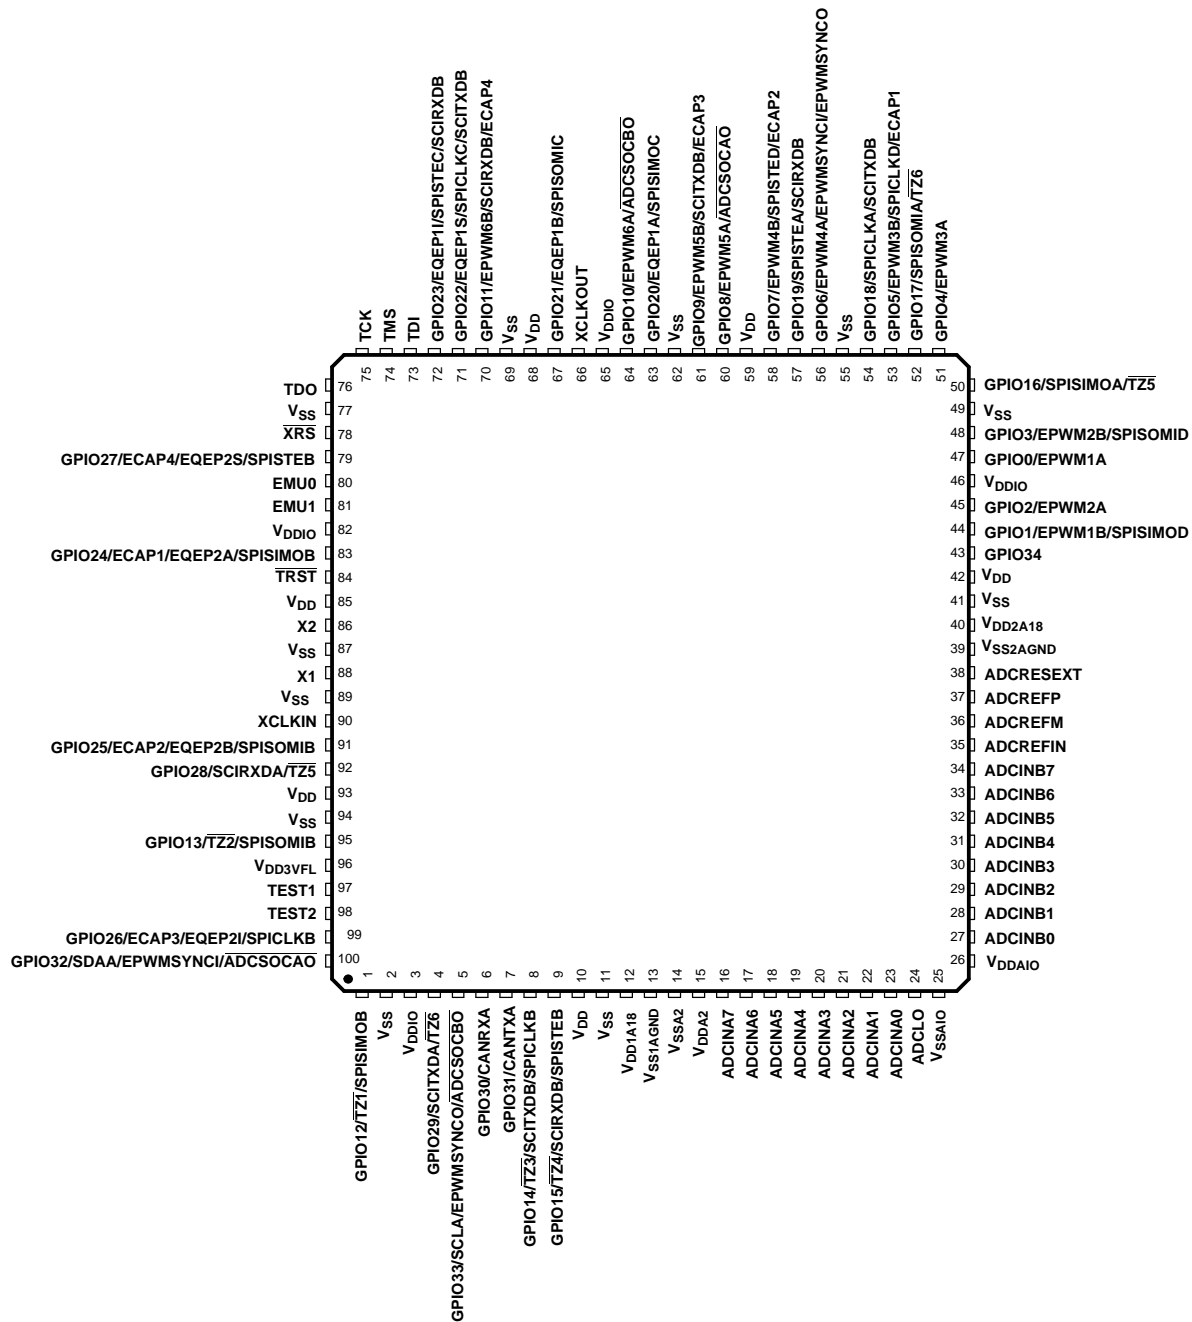 GPIO23/EQEP1I/SPISTEC/SCIRXDB
GPIO22/EQEP1S/SPICLKC/SCITXDB
GPIO11/EPWM6B/SCIRXDB/ECAP4
GPIO21/EQEP1B/SPISOMIC
GPIO10/EPWM6A/ADCSOCBO
GPIO20/EQEP1A/SPISIMOC
GPIO9/EPWM5B/SCITXDB/ECAP3
GPIO8/EPWM5A/ADCSOCAO
GPIO7/EPWM4B/SPISTED/ECAP2
GPIO19/SPISTEA/SCIRXDB
GPIO6/EPWM4A/EPWMSYNCI/EPWMSYNCO
GPIO18/SPICLKA/SCITXDB
GPIO5/EPWM3B/SPICLKD/ECAP1
GPIO17/SPISOMIA/TZ6
GPIO4/EPWM3A
TCK
TMS
TDI
VSS
VDD
XCLKOUT
VDDIO
VSS
VDD
VSS
75
74
73
72
71
70
69
68
67
66
65
64
63
62
61
60
59
58
57
56
55
54
53
52
51
TDO 76
VSS 77
XRS 78
GPIO27/ECAP4/EQEP2S/SPISTEB 79
EMU0 80
EMU1 81
VDDIO 82
GPIO24/ECAP1/EQEP2A/SPISIMOB 83
TRST 84
VDD 85
X2 86
VSS 87
X1 88
VSS 89
XCLKIN 90
GPIO25/ECAP2/EQEP2B/SPISOMIB 91
GPIO28/SCIRXDA/TZ5 92
VDD 93
VSS 94
GPIO13/TZ2/SPISOMIB 95
VDD3VFL 96
TEST1 97
TEST2 98
GPIO26/ECAP3/EQEP2I/SPICLKB 99
GPIO32/SDAA/EPWMSYNCI/ADCSOCAO 100
50 GPIO16/SPISIMOA/TZ5
49 VSS
48 GPIO3/EPWM2B/SPISOMID
47 GPIO0/EPWM1A
46 VDDIO
45 GPIO2/EPWM2A
44 GPIO1/EPWM1B/SPISIMOD
43 GPIO34
42 VDD
41 VSS
40 VDD2A18
39 VSS2AGND
38 ADCRESEXT
37 ADCREFP
36 ADCREFM
35 ADCREFIN
34 ADCINB7
33 ADCINB6
32 ADCINB5
31 ADCINB4
30 ADCINB3
29 ADCINB2
28 ADCINB1
27 ADCINB0
26 VDDAIO
1
2
3
4
5
6
7
8
9
10
11
12
13
14
15
16
17
18
19
20
21
22
23
24
25
GPIO12/TZ1/SPISIMOB
VSS
VDDIO
GPIO29/SCITXDA/TZ6
GPIO33/SCLA/EPWMSYNCO/ADCSOCBO
GPIO30/CANRXA
GPIO31/CANTXA
GPIO14/TZ3/SCITXDB/SPICLKB
GPIO15/TZ4/SCIRXDB/SPISTEB
VDD
VSS
VDD1A18
VSS1AGND
VSSA2
VDDA2
ADCINA7
ADCINA6
ADCINA5
ADCINA4
ADCINA3
ADCINA2
ADCINA1
ADCINA0
ADCLO
VSSAIO